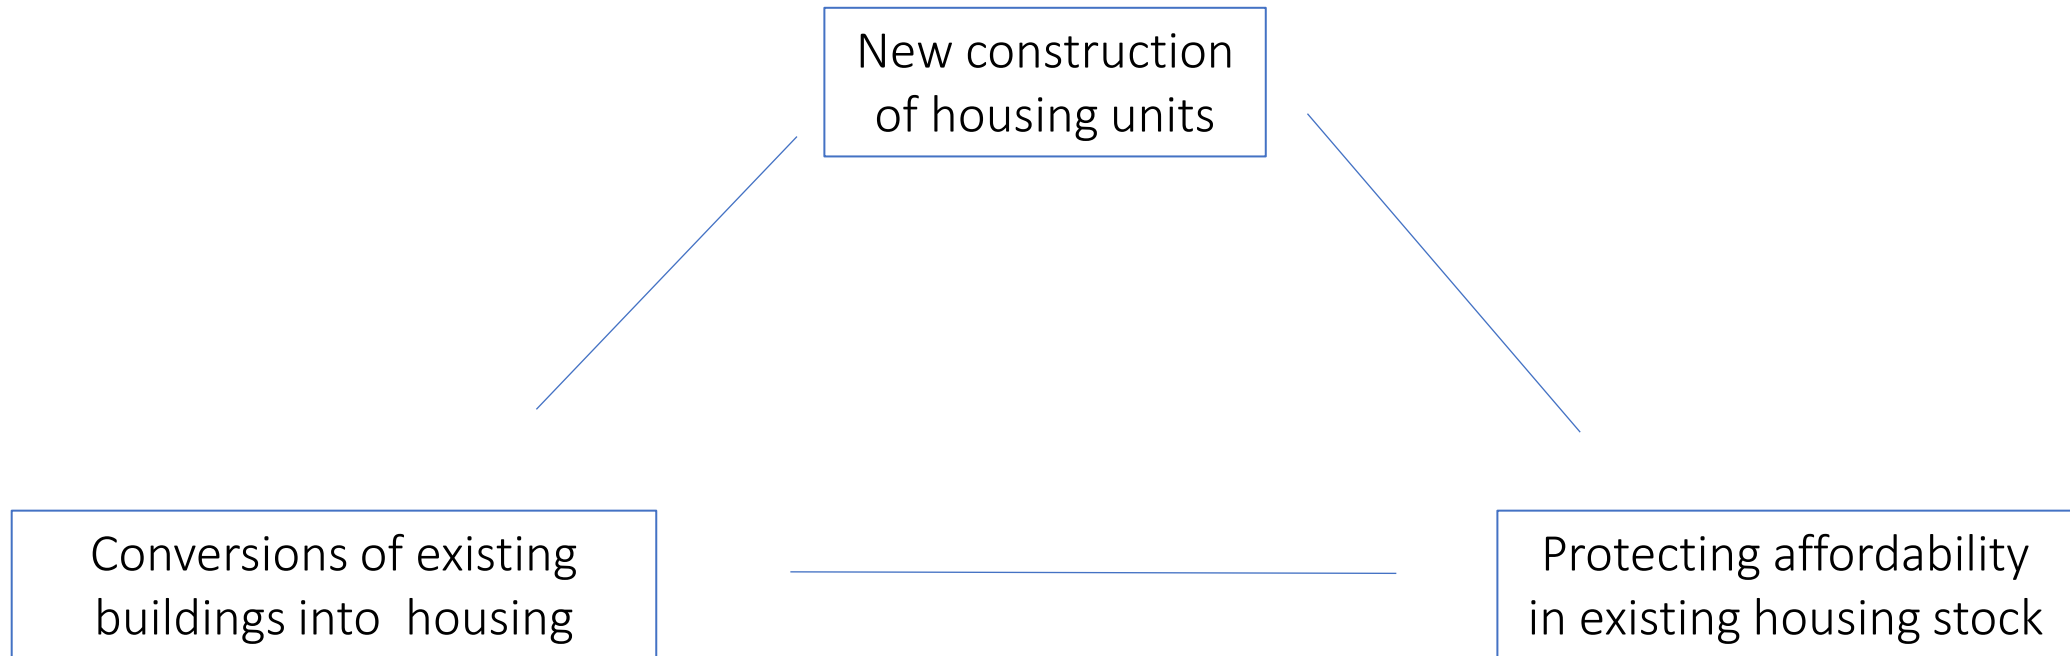 New construction
of housing units
Conversions of existing
buildings into  housing
Protecting affordability
in existing housing stock